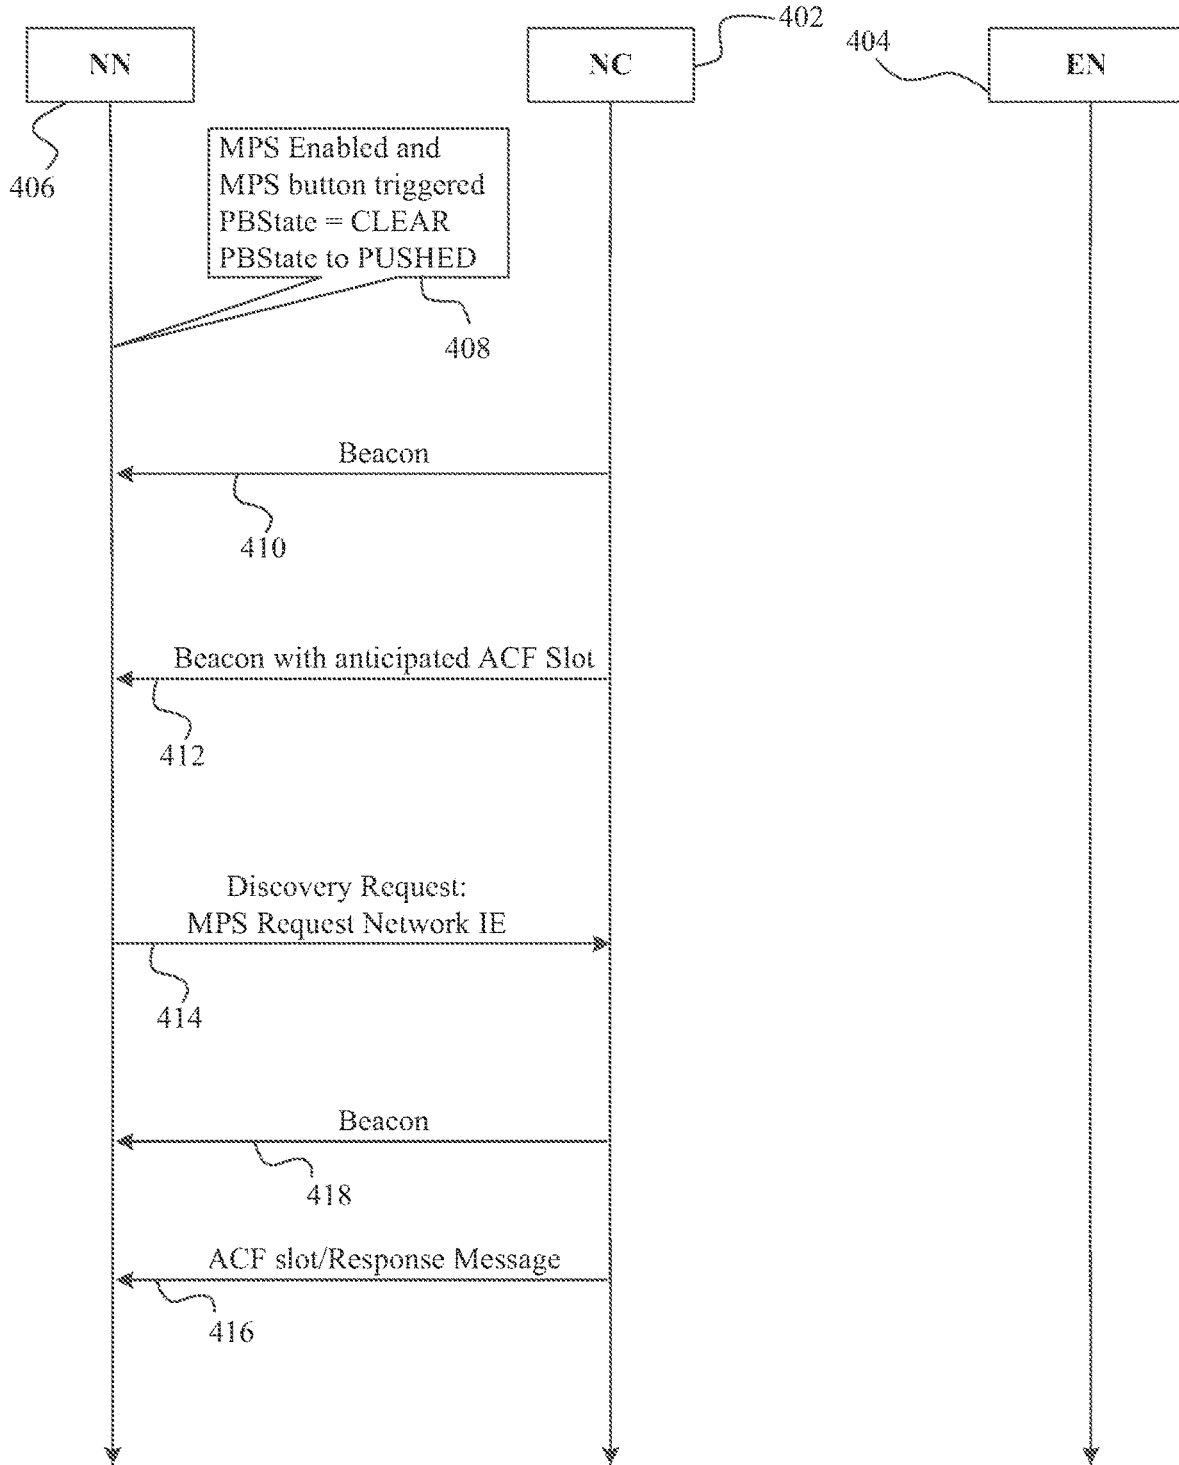 402
404
NN
NC
EN
406
MPS Enabled and
MPS button triggered
PBState = CLEAR
PBState to PUSHED
408
Beacon
410
Beacon with anticipated ACF Slot
412
Discovery Request:
MPS Request Network IE
414
Beacon
418
ACF slot/Response Message
416